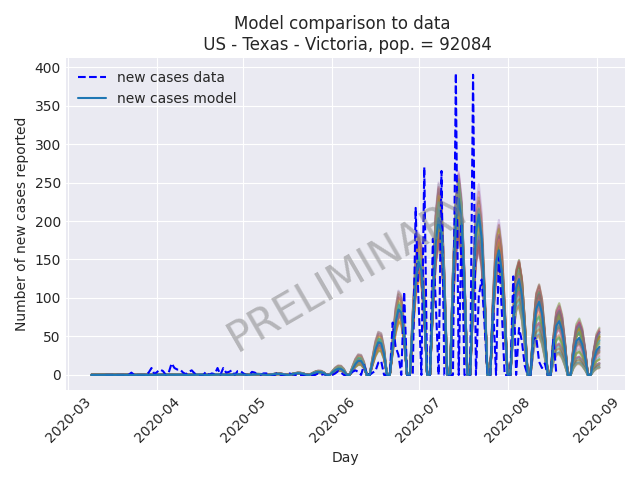 Model comparison to data
US - Texas - Victoria, pop. = 92084
new cases data
new cases model
Number of new cases reported
400
350
300
250
200
150
100
50
0
PRELIMINARY
2020-03
2020-04
2020-05
2020-06
2020-07
2020-08
2020-09
Day